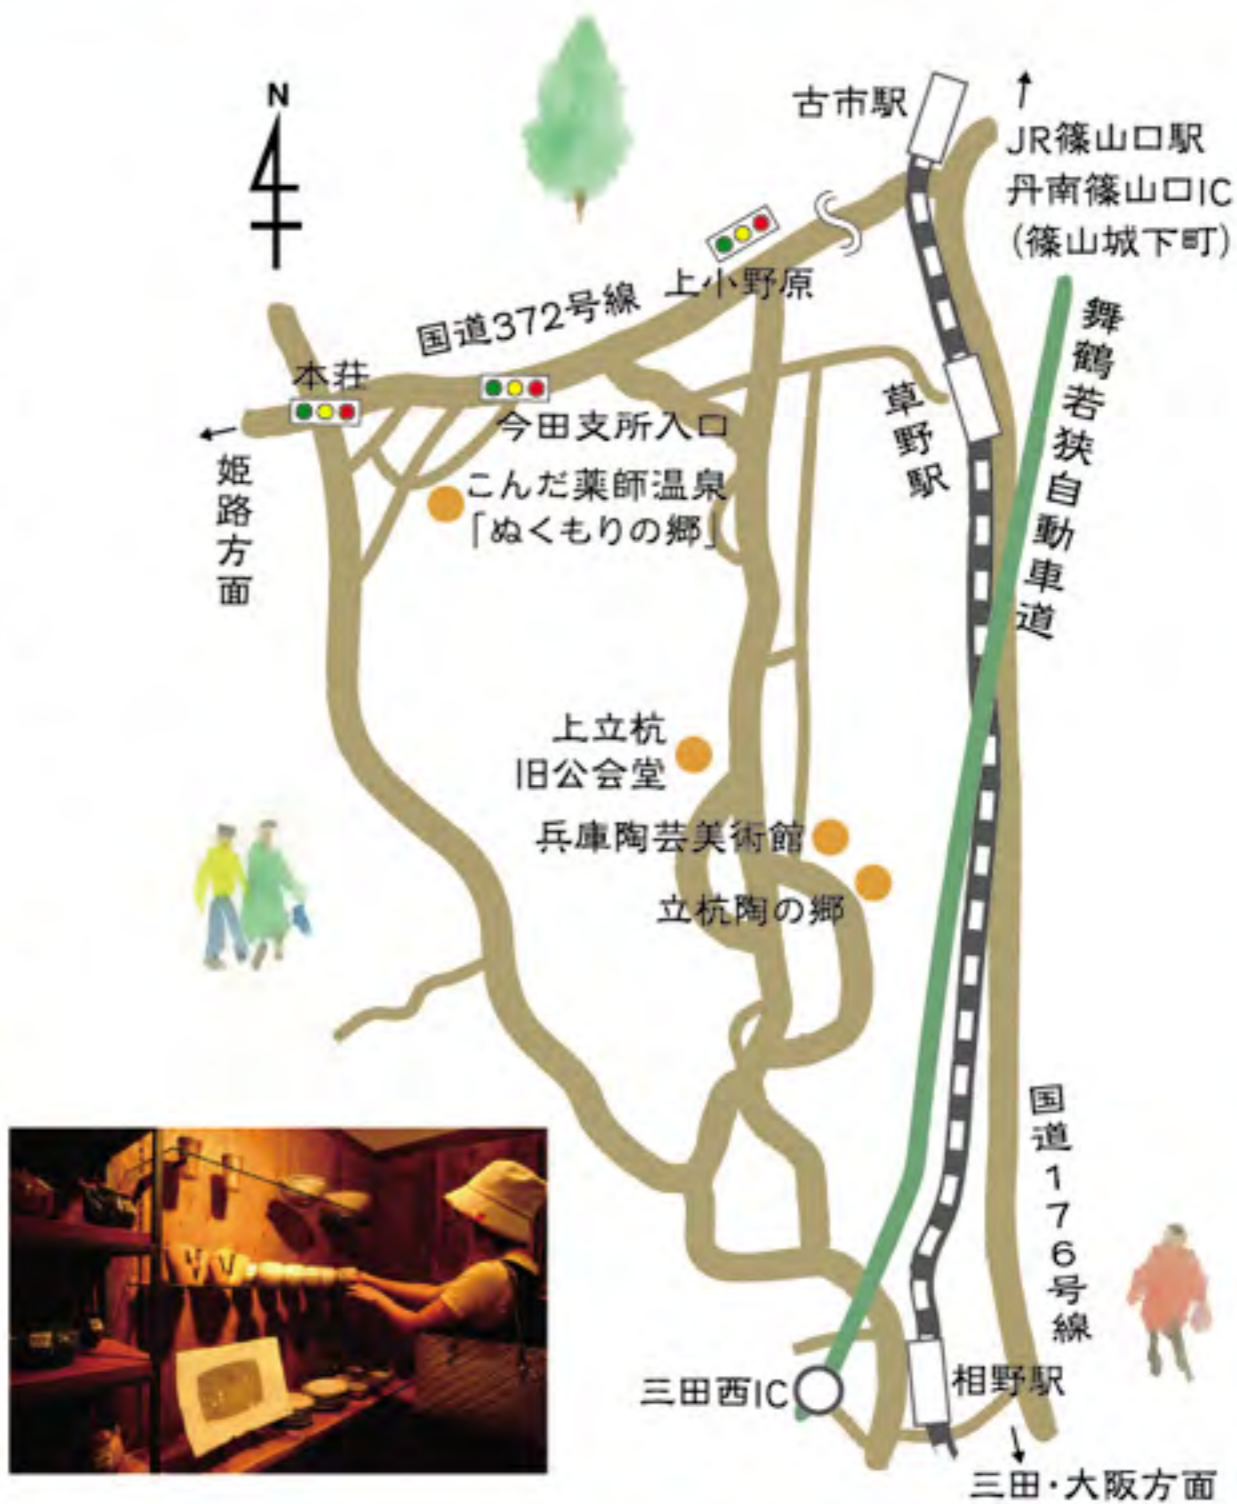 N
古市駅
JR篠山口駅
丹南篠山口IC
(篠山城下町)
上小野原
国道372号線
舞鶴若狭自動車道
本荘
今田支所入口
草野駅
姫路方面
こんだ薬師温泉
「ぬくもりの郷」
上立杭
旧公会堂
兵庫陶芸美術館
立杭陶の郷
国道176号線
三田西IC
相野駅
三田・大阪方面